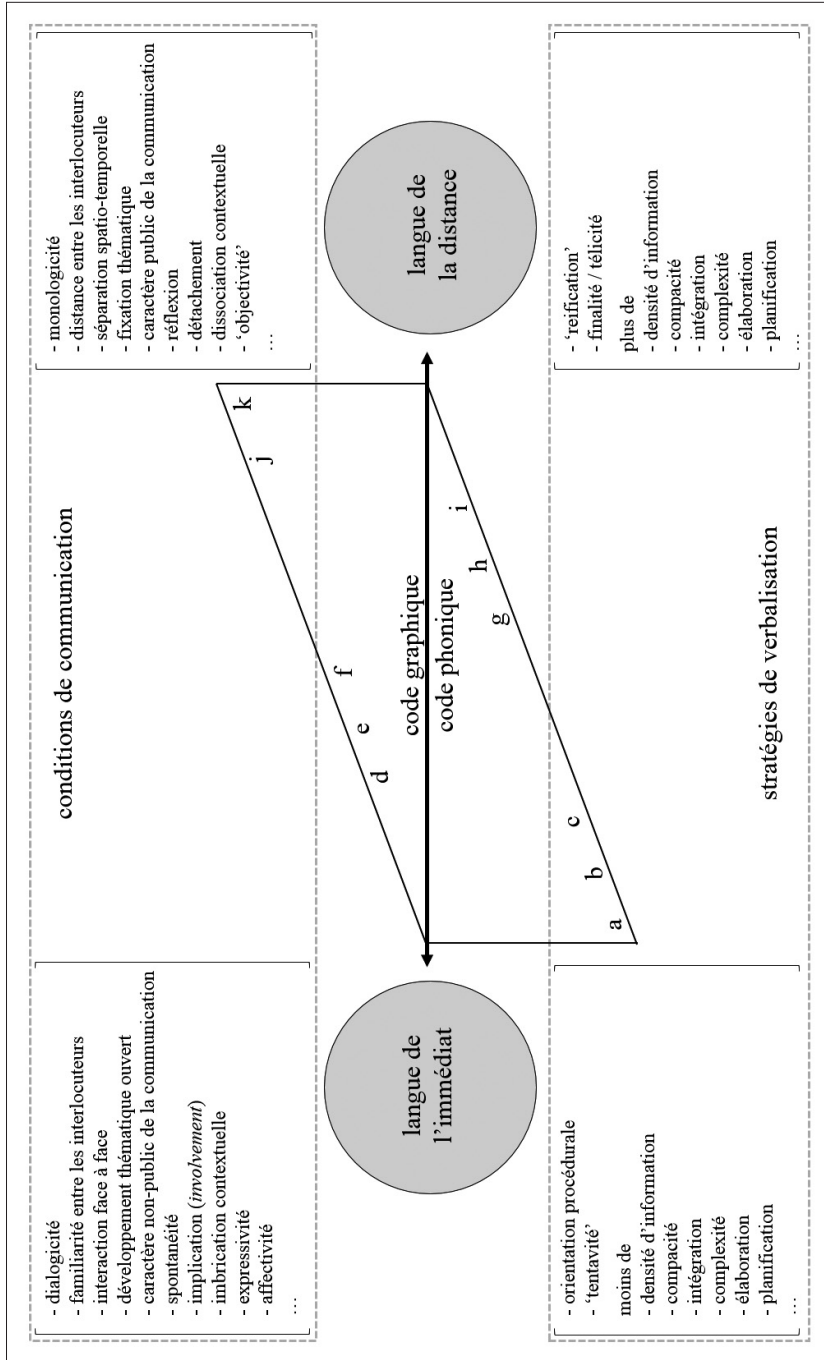 conditions de communication
- dialogicité
- familiarité entre les interlocuteurs
- interaction face à face
- développement thématique ouvert
- caractère non-public de la communication
- spontanéité
- implication (involvement)
- imbrication contextuelle
- expressivité
- affectivité
…
- monologicité
- distance entre les interlocuteurs
- séparation spatio-temporelle
- fixation thématique
- caractère public de la communication
- réflexion
- détachement
- dissociation contextuelle
- ‘objectivité’
…
langue de
l’immédiat
d
e
f
j
k
code graphique
code phonique
a
b
c
g
h
i
langue de
la distance
- orientation procédurale
- ‘tentavité’
moins de
- densité d’information
- compacité
- intégration
- complexité
- élaboration
- planification
…
- ‘reification’
- finalité / télicité
plus de
- densité d’information
- compacité
- intégration
- complexité
- élaboration
- planification
…
stratégies de verbalisation